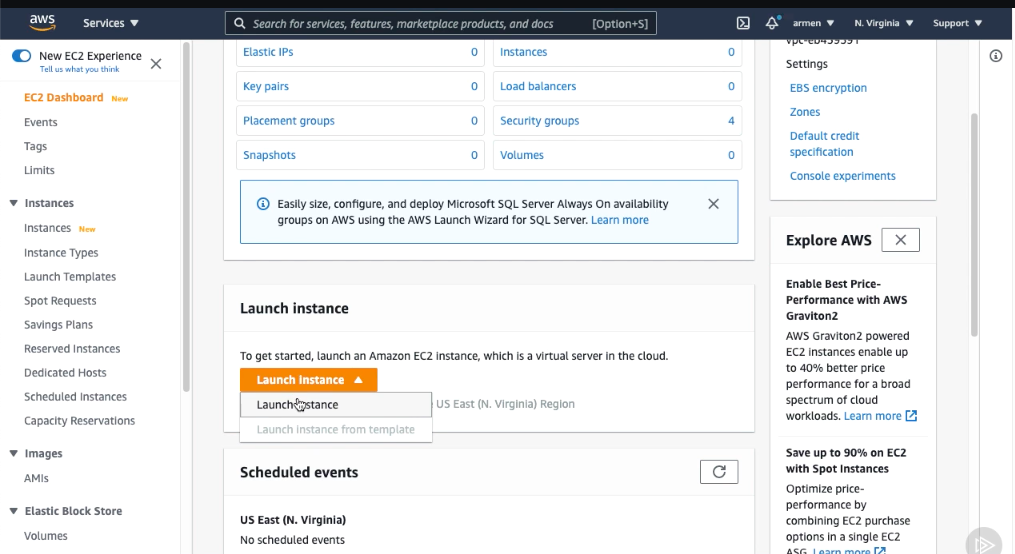 aws
Services
Search for services, features, marketplace products, and docs
[Option+S]
armen
N. Virginia
Support
New EC2 Experience
Tell us what you think
EC2 Dashboard New
Events
Tags
Limits
Instances
Instances New
Instance Types
Launch Templates
Spot Requests
Savings Plans
Reserved Instances
Dedicated Hosts
Scheduled Instances
Capacity Reservations
Images
AMIs
Elastic Block Store
Volumes
Elastic IPs 0
Instances 0
Key pairs 0
Load balancers 0
Placement groups 0
Security groups 4
Snapshots 0
Volumes 0
Easily size, configure, and deploy Microsoft SQL Server Always On availability
groups on AWS using the AWS Launch Wizard for SQL Server. Learn more
Launch instance
To get started, launch an Amazon EC2 instance, which is a virtual server in the cloud.
Launch instance
Launch instance
US East (N. Virginia) Region
Launch instance from template
Scheduled events
US East (N. Virginia)
No scheduled events
Settings
EBS encryption
Zones
Default credit
specification
Console experiments
Explore AWS
Enable Best Price-
Performance with AWS
Graviton2
AWS Graviton2 powered
EC2 instances enable up
to 40% better price
performance for a broad
spectrum of cloud
workloads. Learn more
Save up to 90% on EC2
with Spot Instances
Optimize price-
performance by
combining EC2 purchase
options in a single EC2
ASG. Learn more